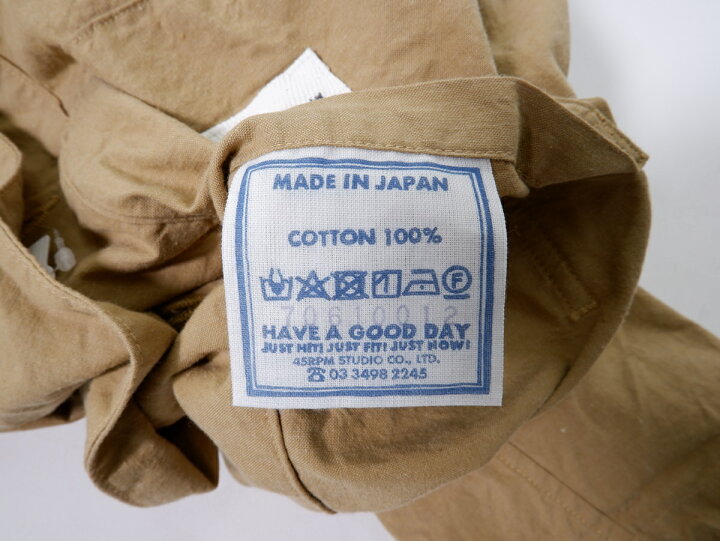 MADE IN JAPAN
COTTON 100%
70610012
HAVE A GOOD DAY
JUST HIT! JUST FIT! JUST NOW!
45RPM STUDIO CO., LTD.
☎ 03 3498 2245